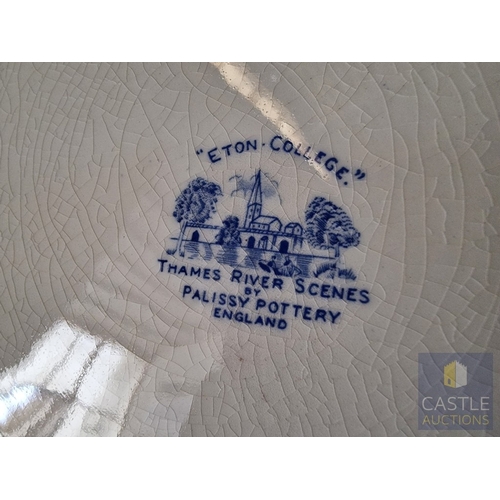 "ETON·COLLEGE."
THAMES RIVER SCENES
BY
PALISSY POTTERY
ENGLAND
CASTLE
AUCTIONS